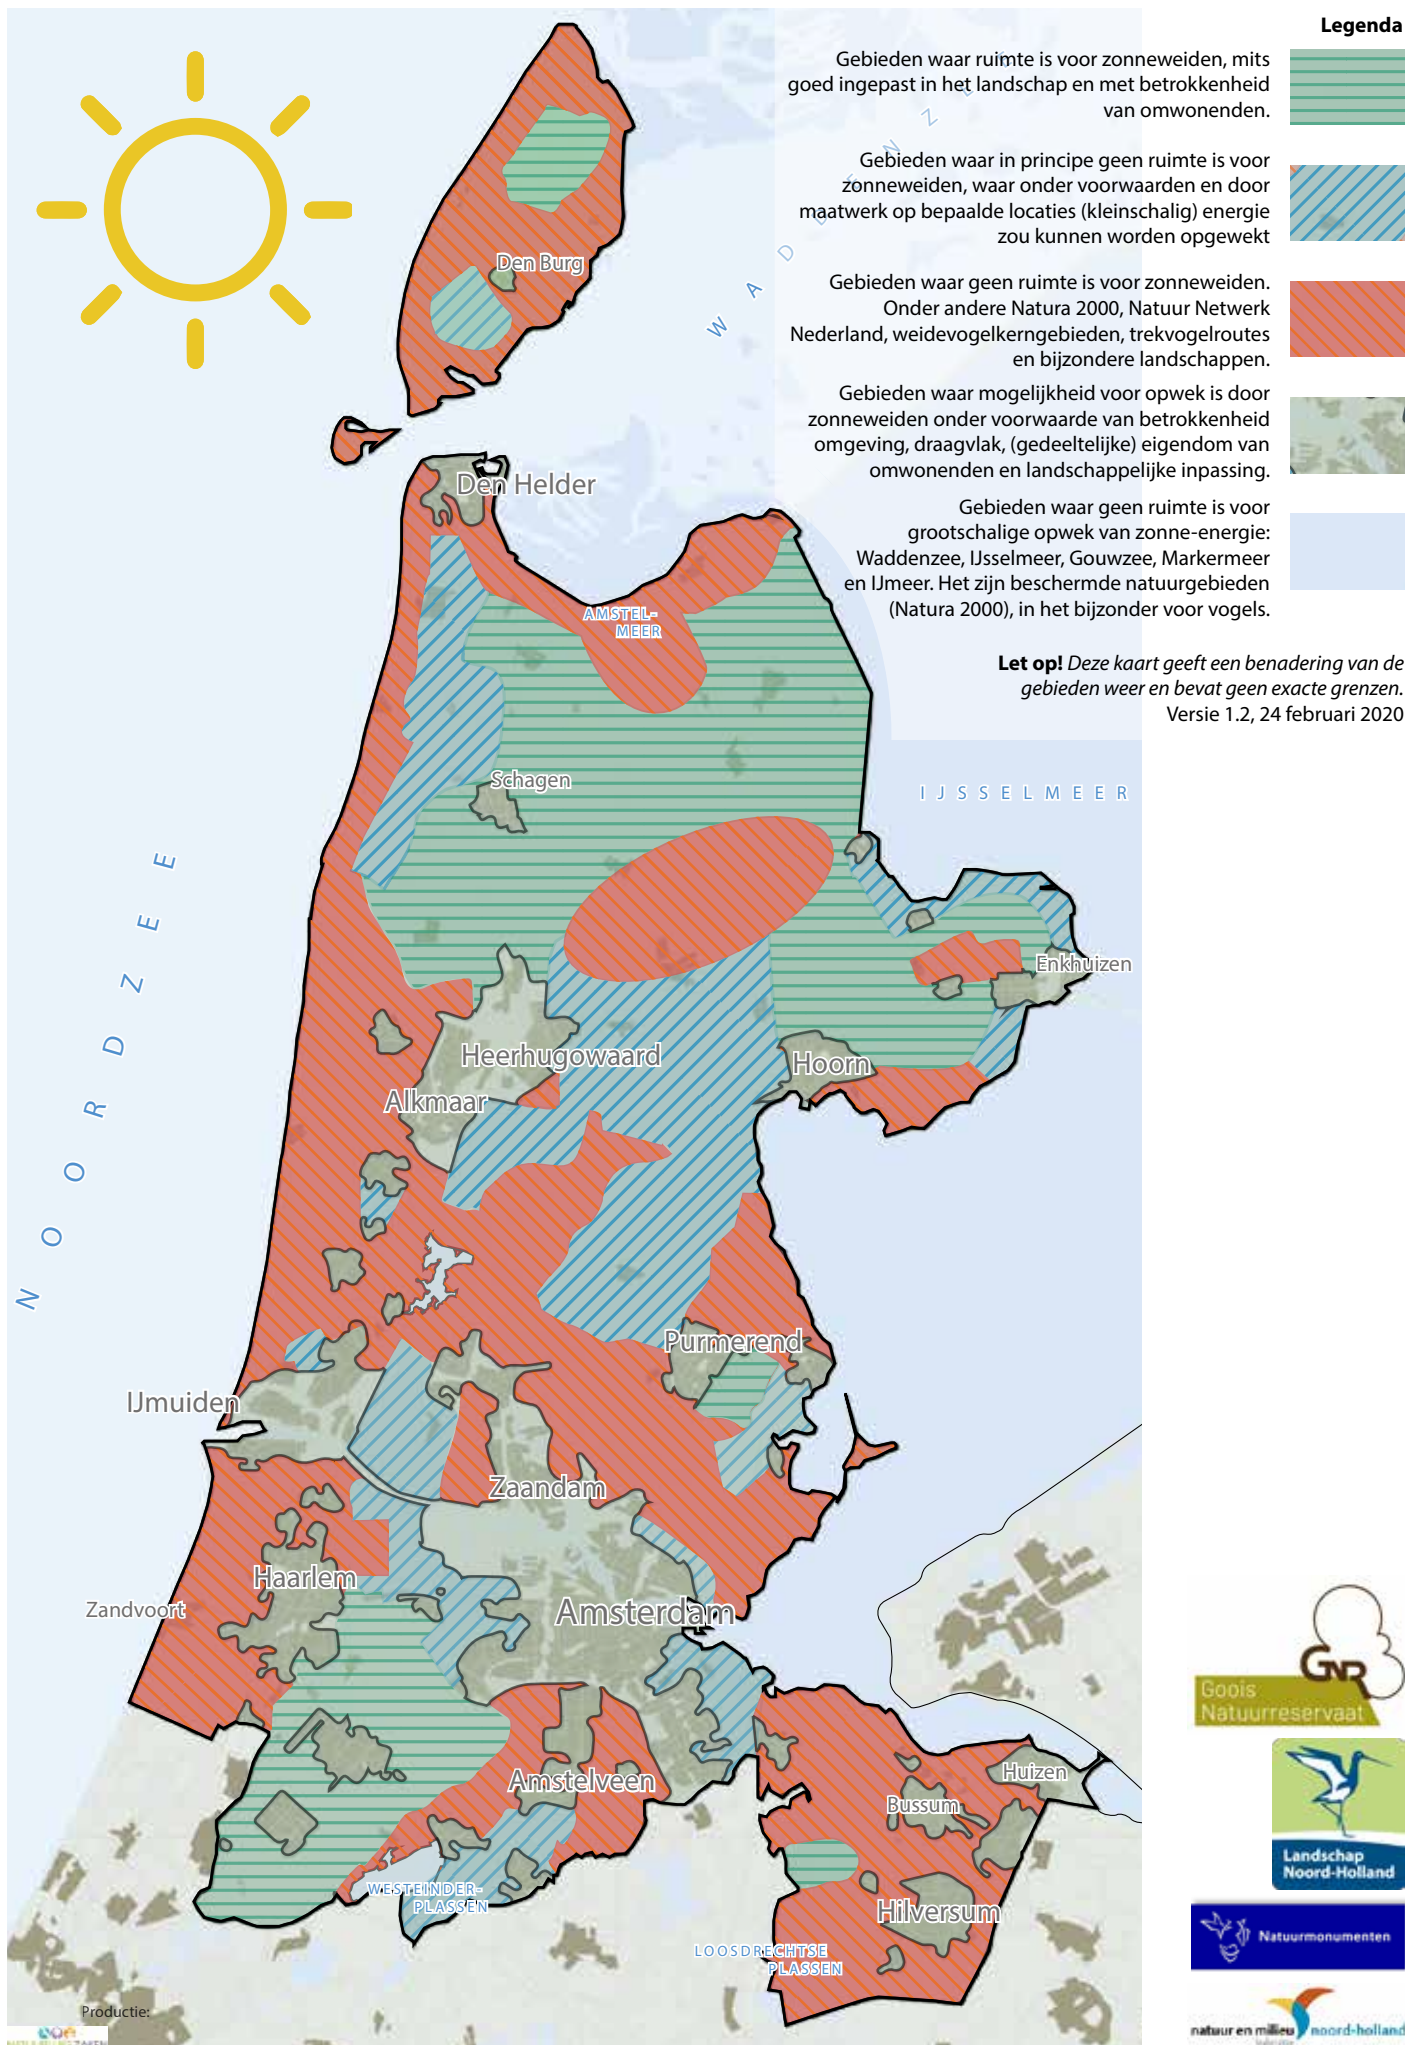 Legenda
Gebieden waar ruimte is voor zonneweiden, mits
goed ingepast in het landschap en met betrokkenheid
van omwonenden.
Gebieden waar in principe geen ruimte is voor
zonneweiden, waar onder voorwaarden en door
maatwerk op bepaalde locaties (kleinschalig) energie
zou kunnen worden opgewekt
Gebieden waar geen ruimte is voor zonneweiden.
Onder andere Natura 2000, Natuur Netwerk
Nederland, weidevogelkerngebieden, trekvogelroutes
en bijzondere landschappen.
Gebieden waar mogelijkheid voor opwek is door
zonneweiden onder voorwaarde van betrokkenheid
omgeving, draagvlak, (gedeeltelijke) eigendom van
omwonenden en landschappelijke inpassing.
Gebieden waar geen ruimte is voor
grootschalige opwek van zonne-energie:
Waddenzee, IJsselmeer, Gouwzee, Markermeer
en IJmeer. Het zijn beschermde natuurgebieden
(Natura 2000), in het bijzonder voor vogels.
Let op! Deze kaart geeft een benadering van de
gebieden weer en bevat geen exacte grenzen.
Versie 1.2, 24 februari 2020
WADDENZEE
Den Burg
Den Helder
AMSTEL-
MEER
Schagen
IJSSELMEER
NOORDZEE
Enkhuizen
Heerhugowaard
Hoorn
Alkmaar
Purmerend
IJmuiden
Zaandam
Haarlem
Zandvoort
Amsterdam
Amstelveen
Huizen
Bussum
WESTEINDER-
PLASSEN
Hilversum
LOOSDRECHTSE
PLASSEN
GNR
Goois
Natuurreservaat
Landschap
Noord-Holland
Natuurmonumenten
natuur en milieu noord-holland
Productie: